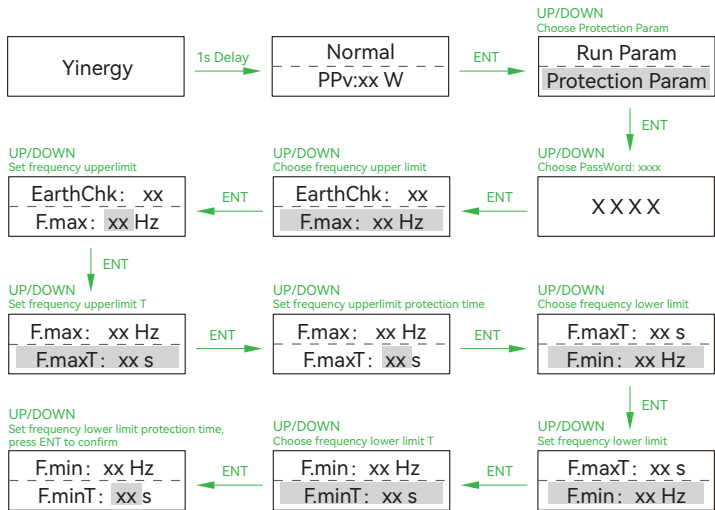 Yinergy
1s Delay
Normal
PPv:xx W
ENT
UP/DOWN
Choose Protection Param
Run Param
Protection Param
ENT
UP/DOWN
Choose PassWord: xxxx
X X X X
ENT
UP/DOWN
Choose frequency upper limit
EarthChk: xx
F.max: xx Hz
ENT
UP/DOWN
Set frequency upperlimit
EarthChk: xx
F.max: xx Hz
ENT
UP/DOWN
Set frequency upperlimit T
F.max: xx Hz
F.maxT: xx s
ENT
UP/DOWN
Set frequency upperlimit protection time
F.max: xx Hz
F.maxT: xx s
ENT
UP/DOWN
Choose frequency lower limit
F.maxT: xx s
F.min: xx Hz
ENT
UP/DOWN
Set frequency lower limit
F.maxT: xx s
F.min: xx Hz
ENT
UP/DOWN
Choose frequency lower limit T
F.min: xx Hz
F.minT: xx s
ENT
UP/DOWN
Set frequency lower limit protection time,
press ENT to confirm
F.min: xx Hz
F.minT: xx s